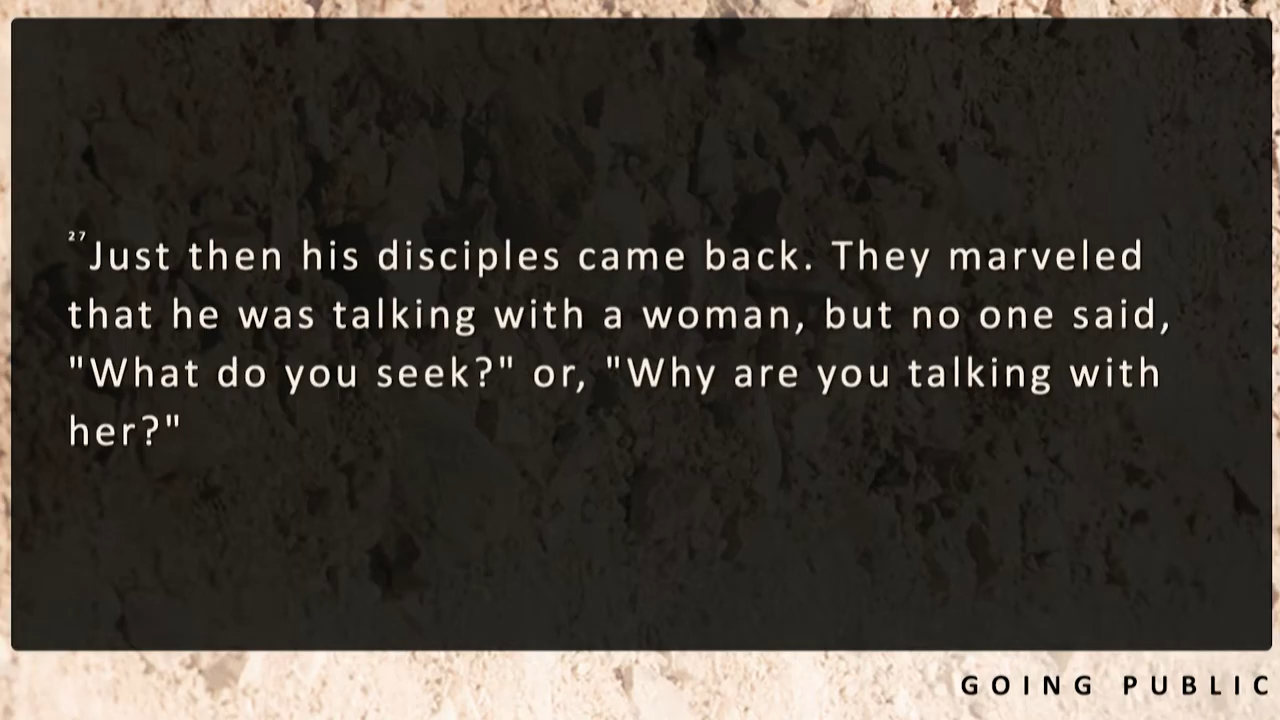 27Just then his disciples came back. They marveled
that he was talking with a woman, but no one said,
"What do you seek?" or, "Why are you talking with
her?"
GOING PUBLIC